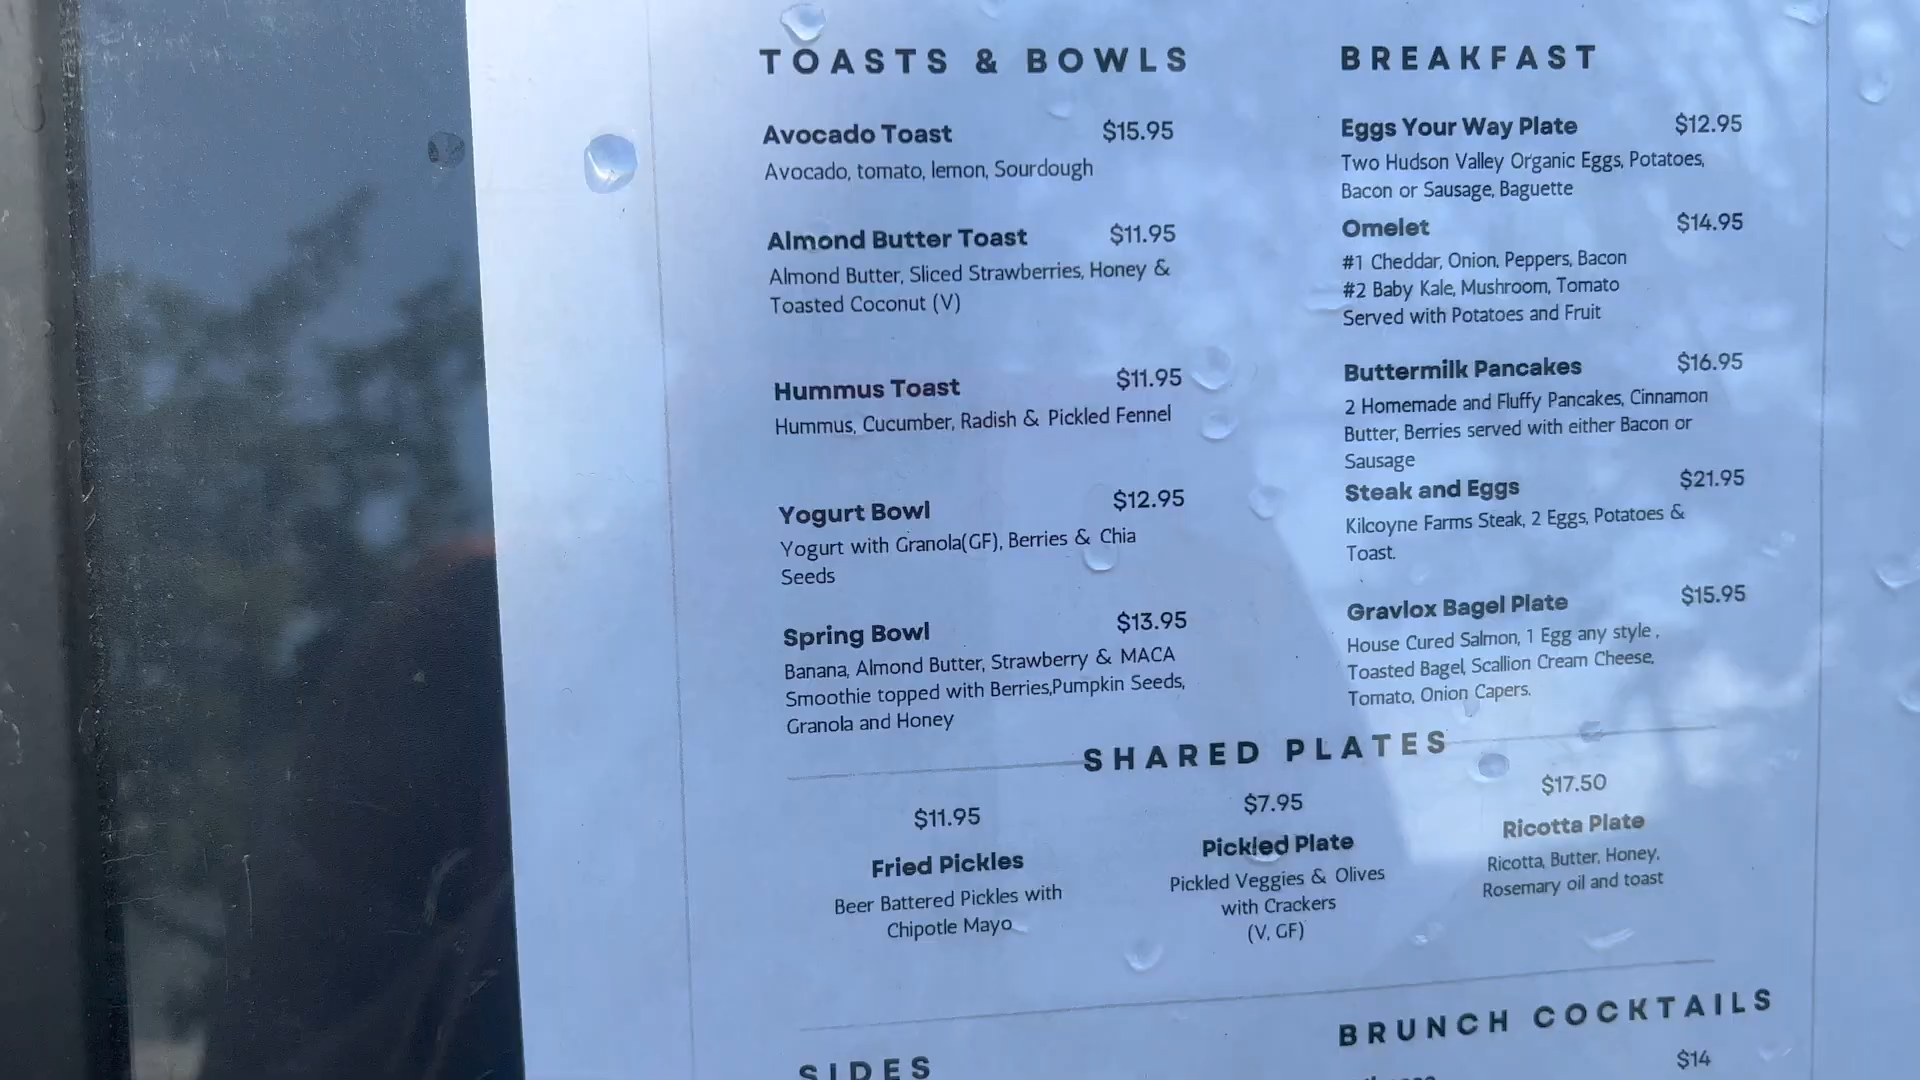 TOASTS & BOWLS
Avocado Toast $15.95
Avocado, tomato, lemon, Sourdough
Almond Butter Toast $11.95
Almond Butter, Sliced Strawberries, Honey &
Toasted Coconut (V)
Hummus Toast $11.95
Hummus, Cucumber, Radish & Pickled Fennel
Yogurt Bowl $12.95
Yogurt with Granola(GF), Berries & Chia
Seeds
Spring Bowl $13.95
Banana, Almond Butter, Strawberry & MACA
Smoothie topped with Berries,Pumpkin Seeds,
Granola and Honey
BREAKFAST
Eggs Your Way Plate $12.95
Two Hudson Valley Organic Eggs, Potatoes,
Bacon or Sausage, Baguette
Omelet $14.95
#1 Cheddar, Onion, Peppers, Bacon
#2 Baby Kale, Mushroom, Tomato
Served with Potatoes and Fruit
Buttermilk Pancakes $16.95
2 Homemade and Fluffy Pancakes, Cinnamon
Butter, Berries served with either Bacon or
Sausage
Steak and Eggs $21.95
Kilcoyne Farms Steak, 2 Eggs, Potatoes &
Toast.
Gravlox Bagel Plate $15.95
House Cured Salmon, 1 Egg any style ,
Toasted Bagel, Scallion Cream Cheese,
Tomato, Onion Capers.
SHARED PLATES
$11.95
Fried Pickles
Beer Battered Pickles with
Chipotle Mayo
$7.95
Pickled Plate
Pickled Veggies & Olives
with Crackers
(V, GF)
$17.50
Ricotta Plate
Ricotta, Butter, Honey,
Rosemary oil and toast
SIDES
BRUNCH COCKTAILS
$14